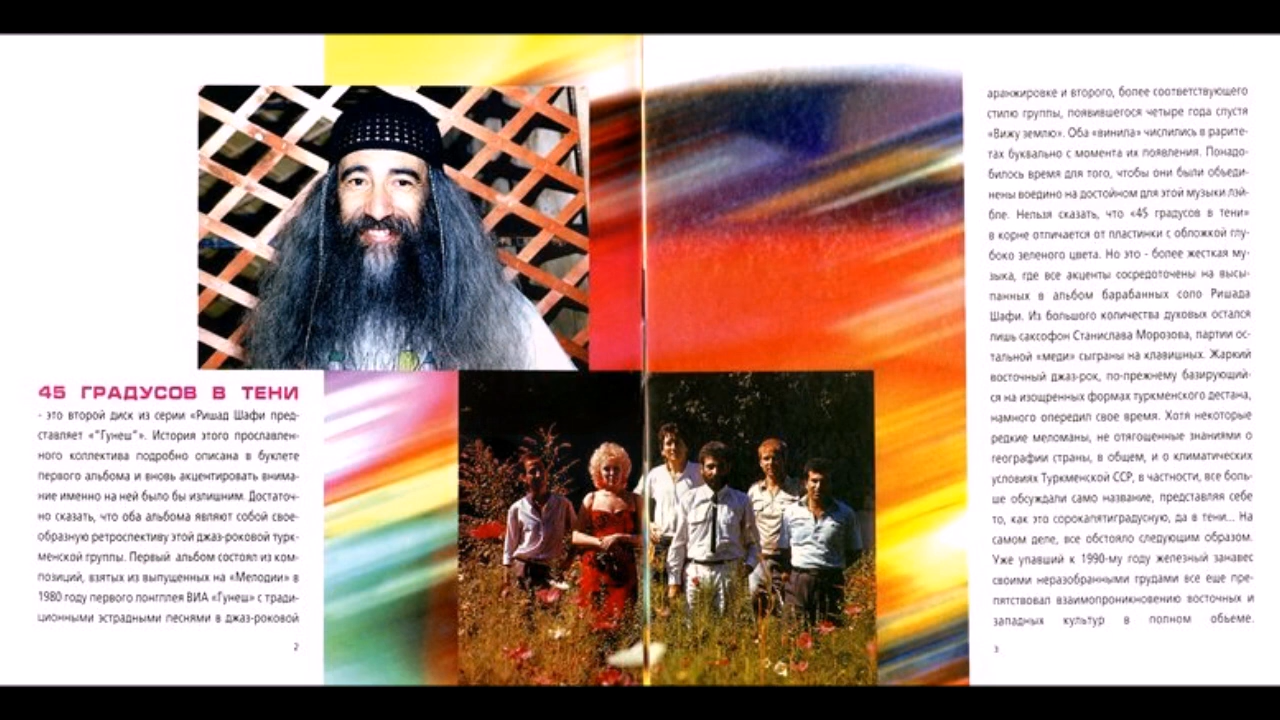 45 ГРАДУСОВ В ТЕНИ
- это второй диск из серии «Ришад Шафи пред-
ставляет «"Гунеш"». История этого прославлен-
ного коллектива подробно описана в буклете
первого альбома и вновь акцентировать внима-
ние именно на ней было бы излишним. Достаточ-
но сказать, что оба альбома являют собой свое-
образную ретроспективу этой джаз-роковой турк-
менской группы. Первый альбом состоял из ком-
позиций, взятых из выпущенных на «Мелодии» в
1980 году первого лонгплея ВИА «Гунеш» с тради-
ционными эстрадными песнями в джаз-роковой
2
аранжировке и второго, более соответствующего
стилю группы, появившегося четыре года спустя
«Вижу землю». Оба «винила» числились в рарите-
тах буквально с момента их появления. Понадо-
билось время для того, чтобы они были объеди-
нены воедино на достойном для этой музыки лэй-
бле. Нельзя сказать, что «45 градусов в тени»
в корне отличается от пластинки с обложкой глу-
боко зеленого цвета. Но это - более жесткая му-
зыка, где все акценты сосредоточены на высы-
панных в альбом барабанных соло Ришада
Шафи. Из большого количества духовых остался
лишь саксофон Станислава Морозова, партии ос-
тальной «меди» сыграны на клавишных. Жаркий
восточный джаз-рок, по-прежнему базирующий-
ся на изощренных формах туркменского дестана,
намного опередил свое время. Хотя некоторые
редкие меломаны, не отягощенные знаниями о
географии страны, в общем, и о климатических
условиях Туркменской ССР, в частности, все боль-
ше обсуждали само название, представляя себе
то, как это сорокапятиградусную, да в тени... На
самом деле, все обстояло следующим образом.
Уже упавший к 1990-му году железный занавес
своими неразобранными грудами все еще пре-
пятствовал взаимопроникновению восточных и
западных культур в полном обьеме.
3